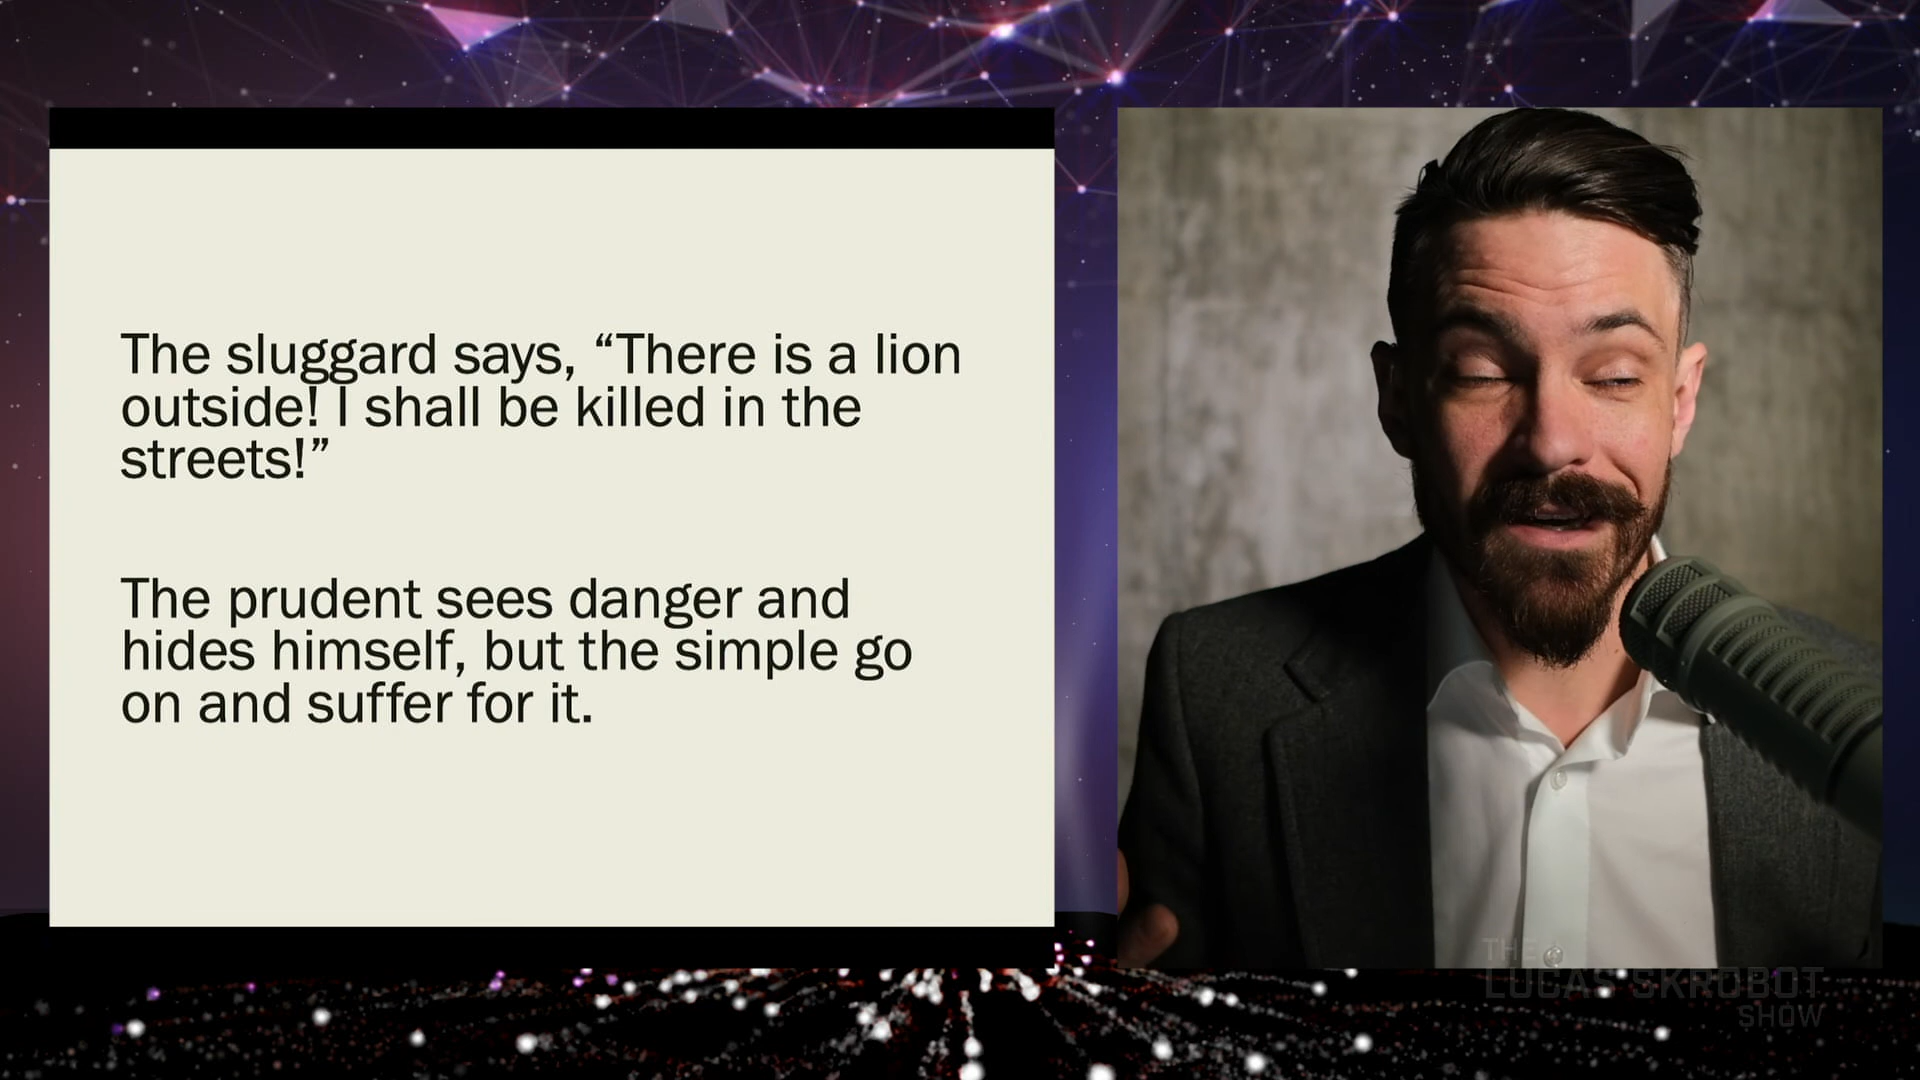 The sluggard says, “There is a lion
outside! I shall be killed in the
streets!”
The prudent sees danger and
hides himself, but the simple go
on and suffer for it.
THE
LUCAS SKROBOT
SHOW